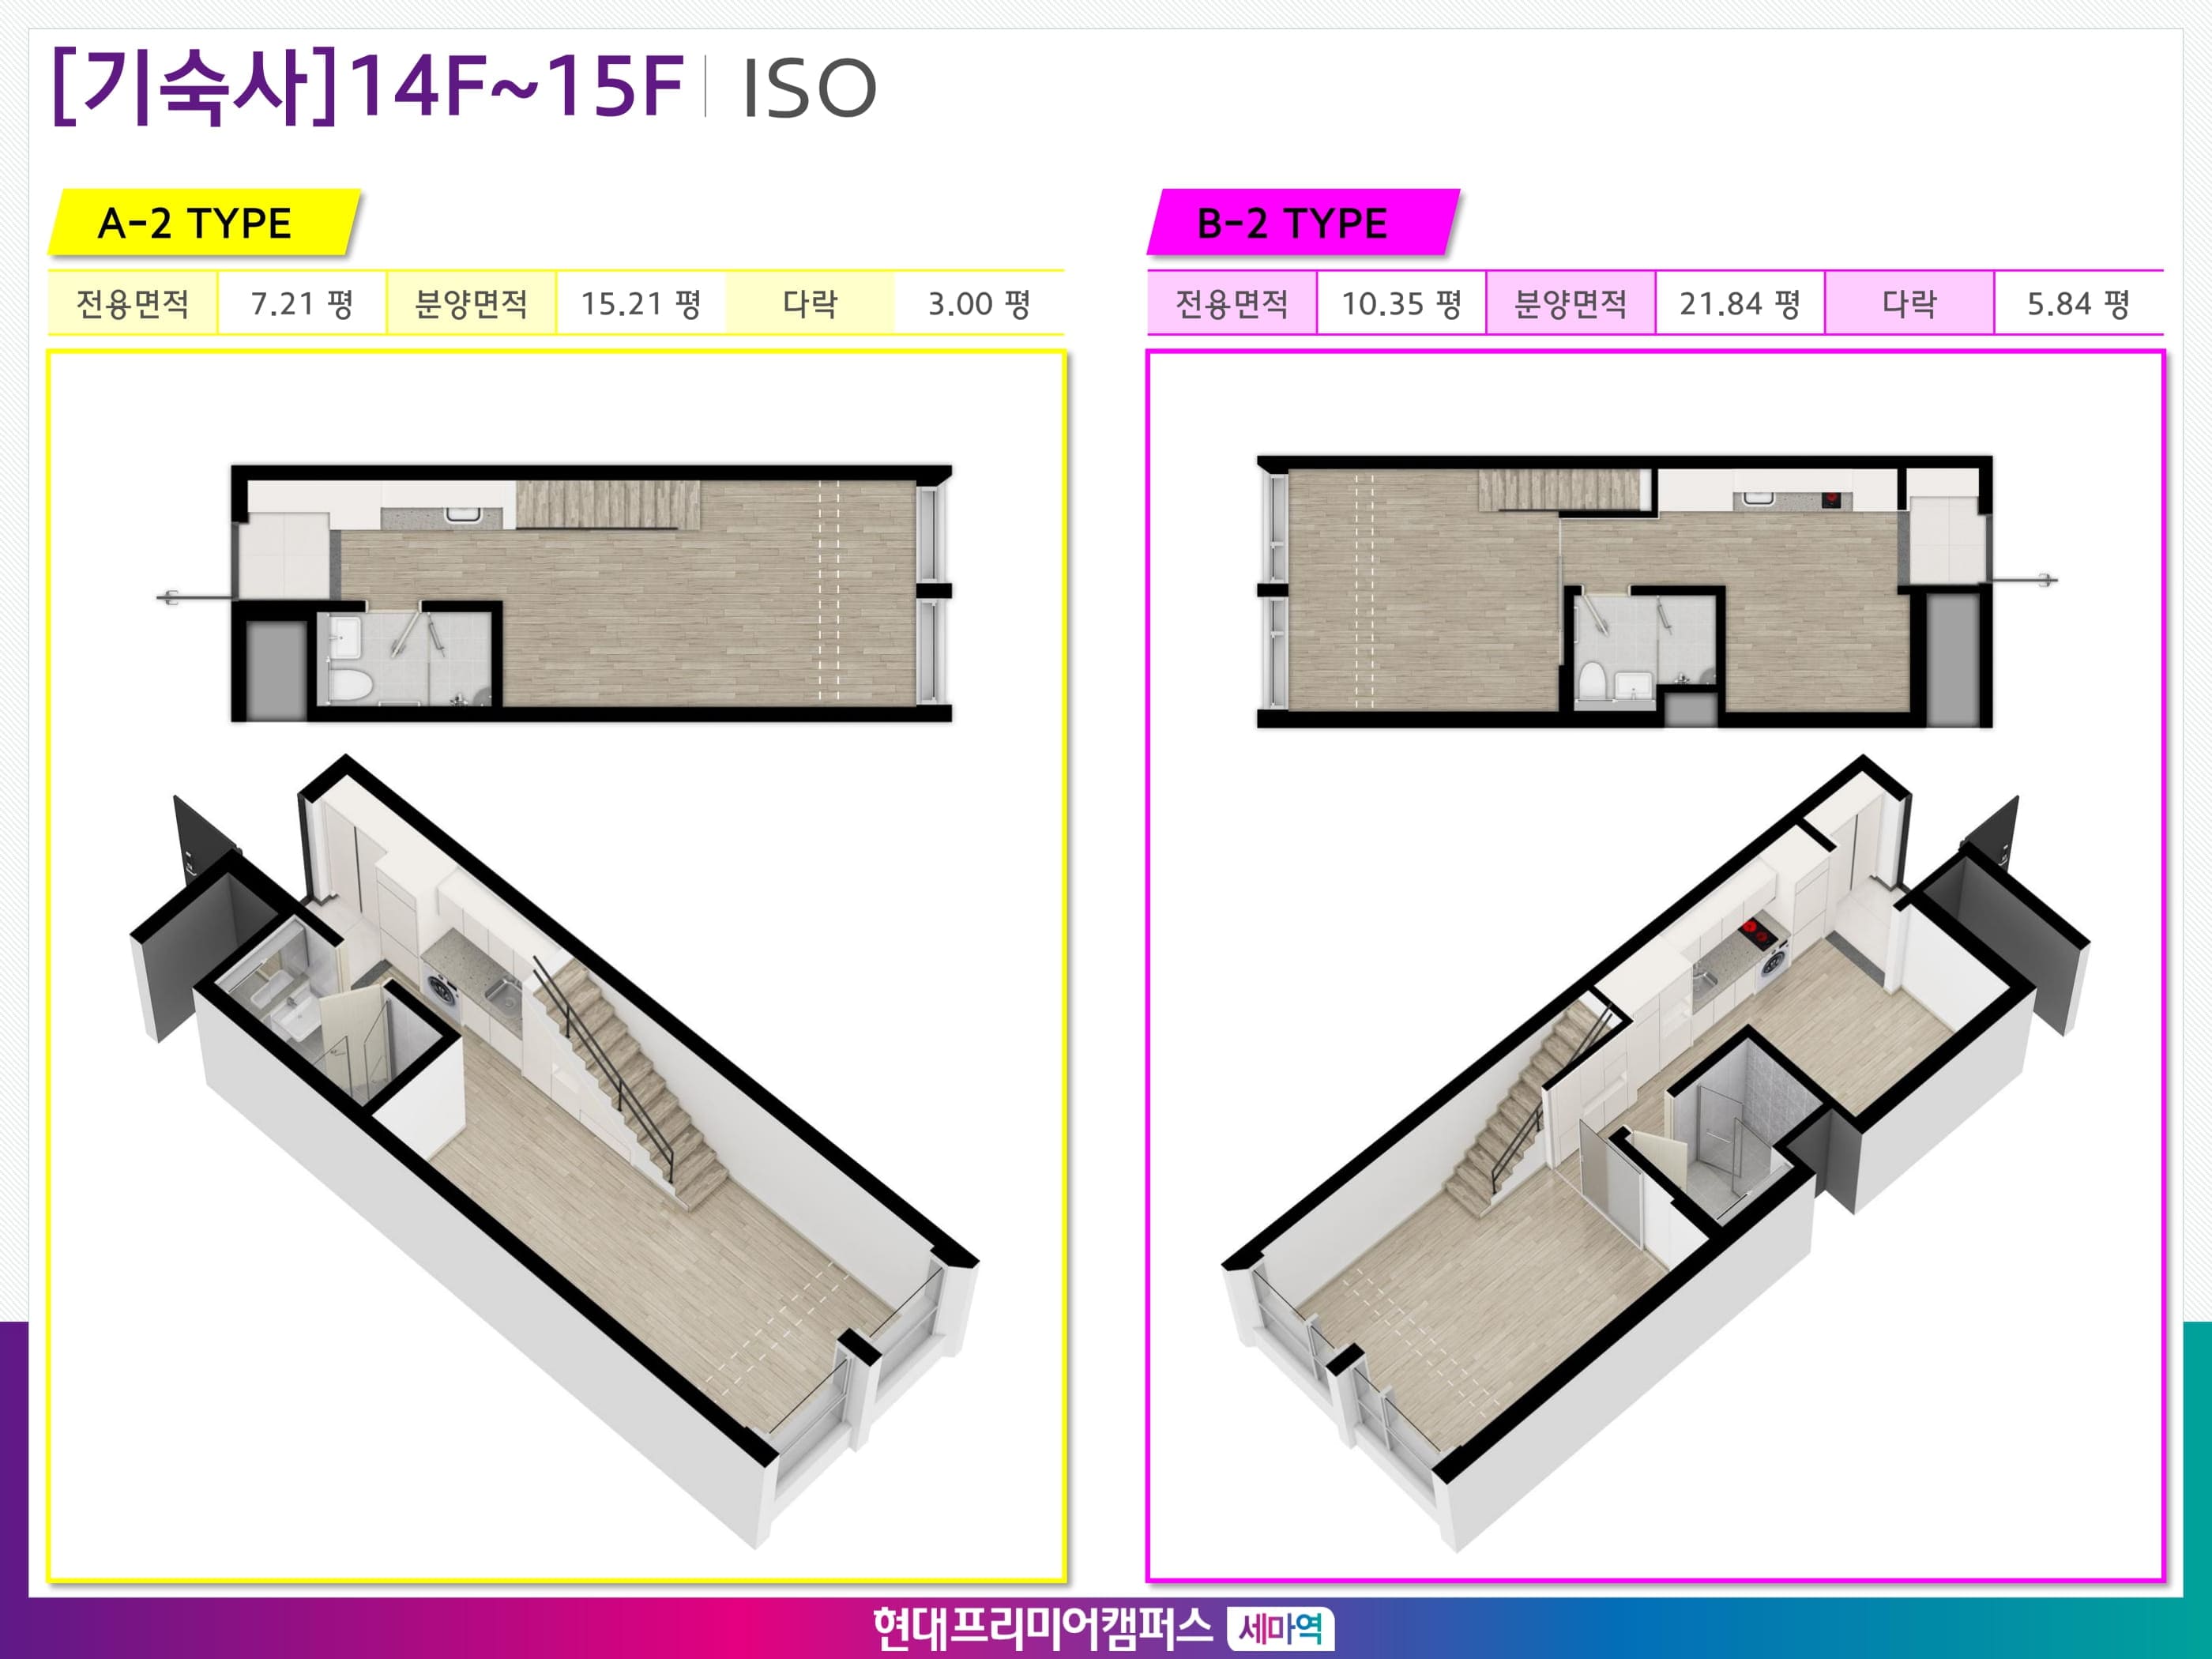 [기숙사]14F~15F | ISO
A-2 TYPE
전용면적 7.21 평 분양면적 15.21 평 다락 3.00 평
B-2 TYPE
전용면적 10.35 평 분양면적 21.84 평 다락 5.84 평
현대프리미어캠퍼스 세마역